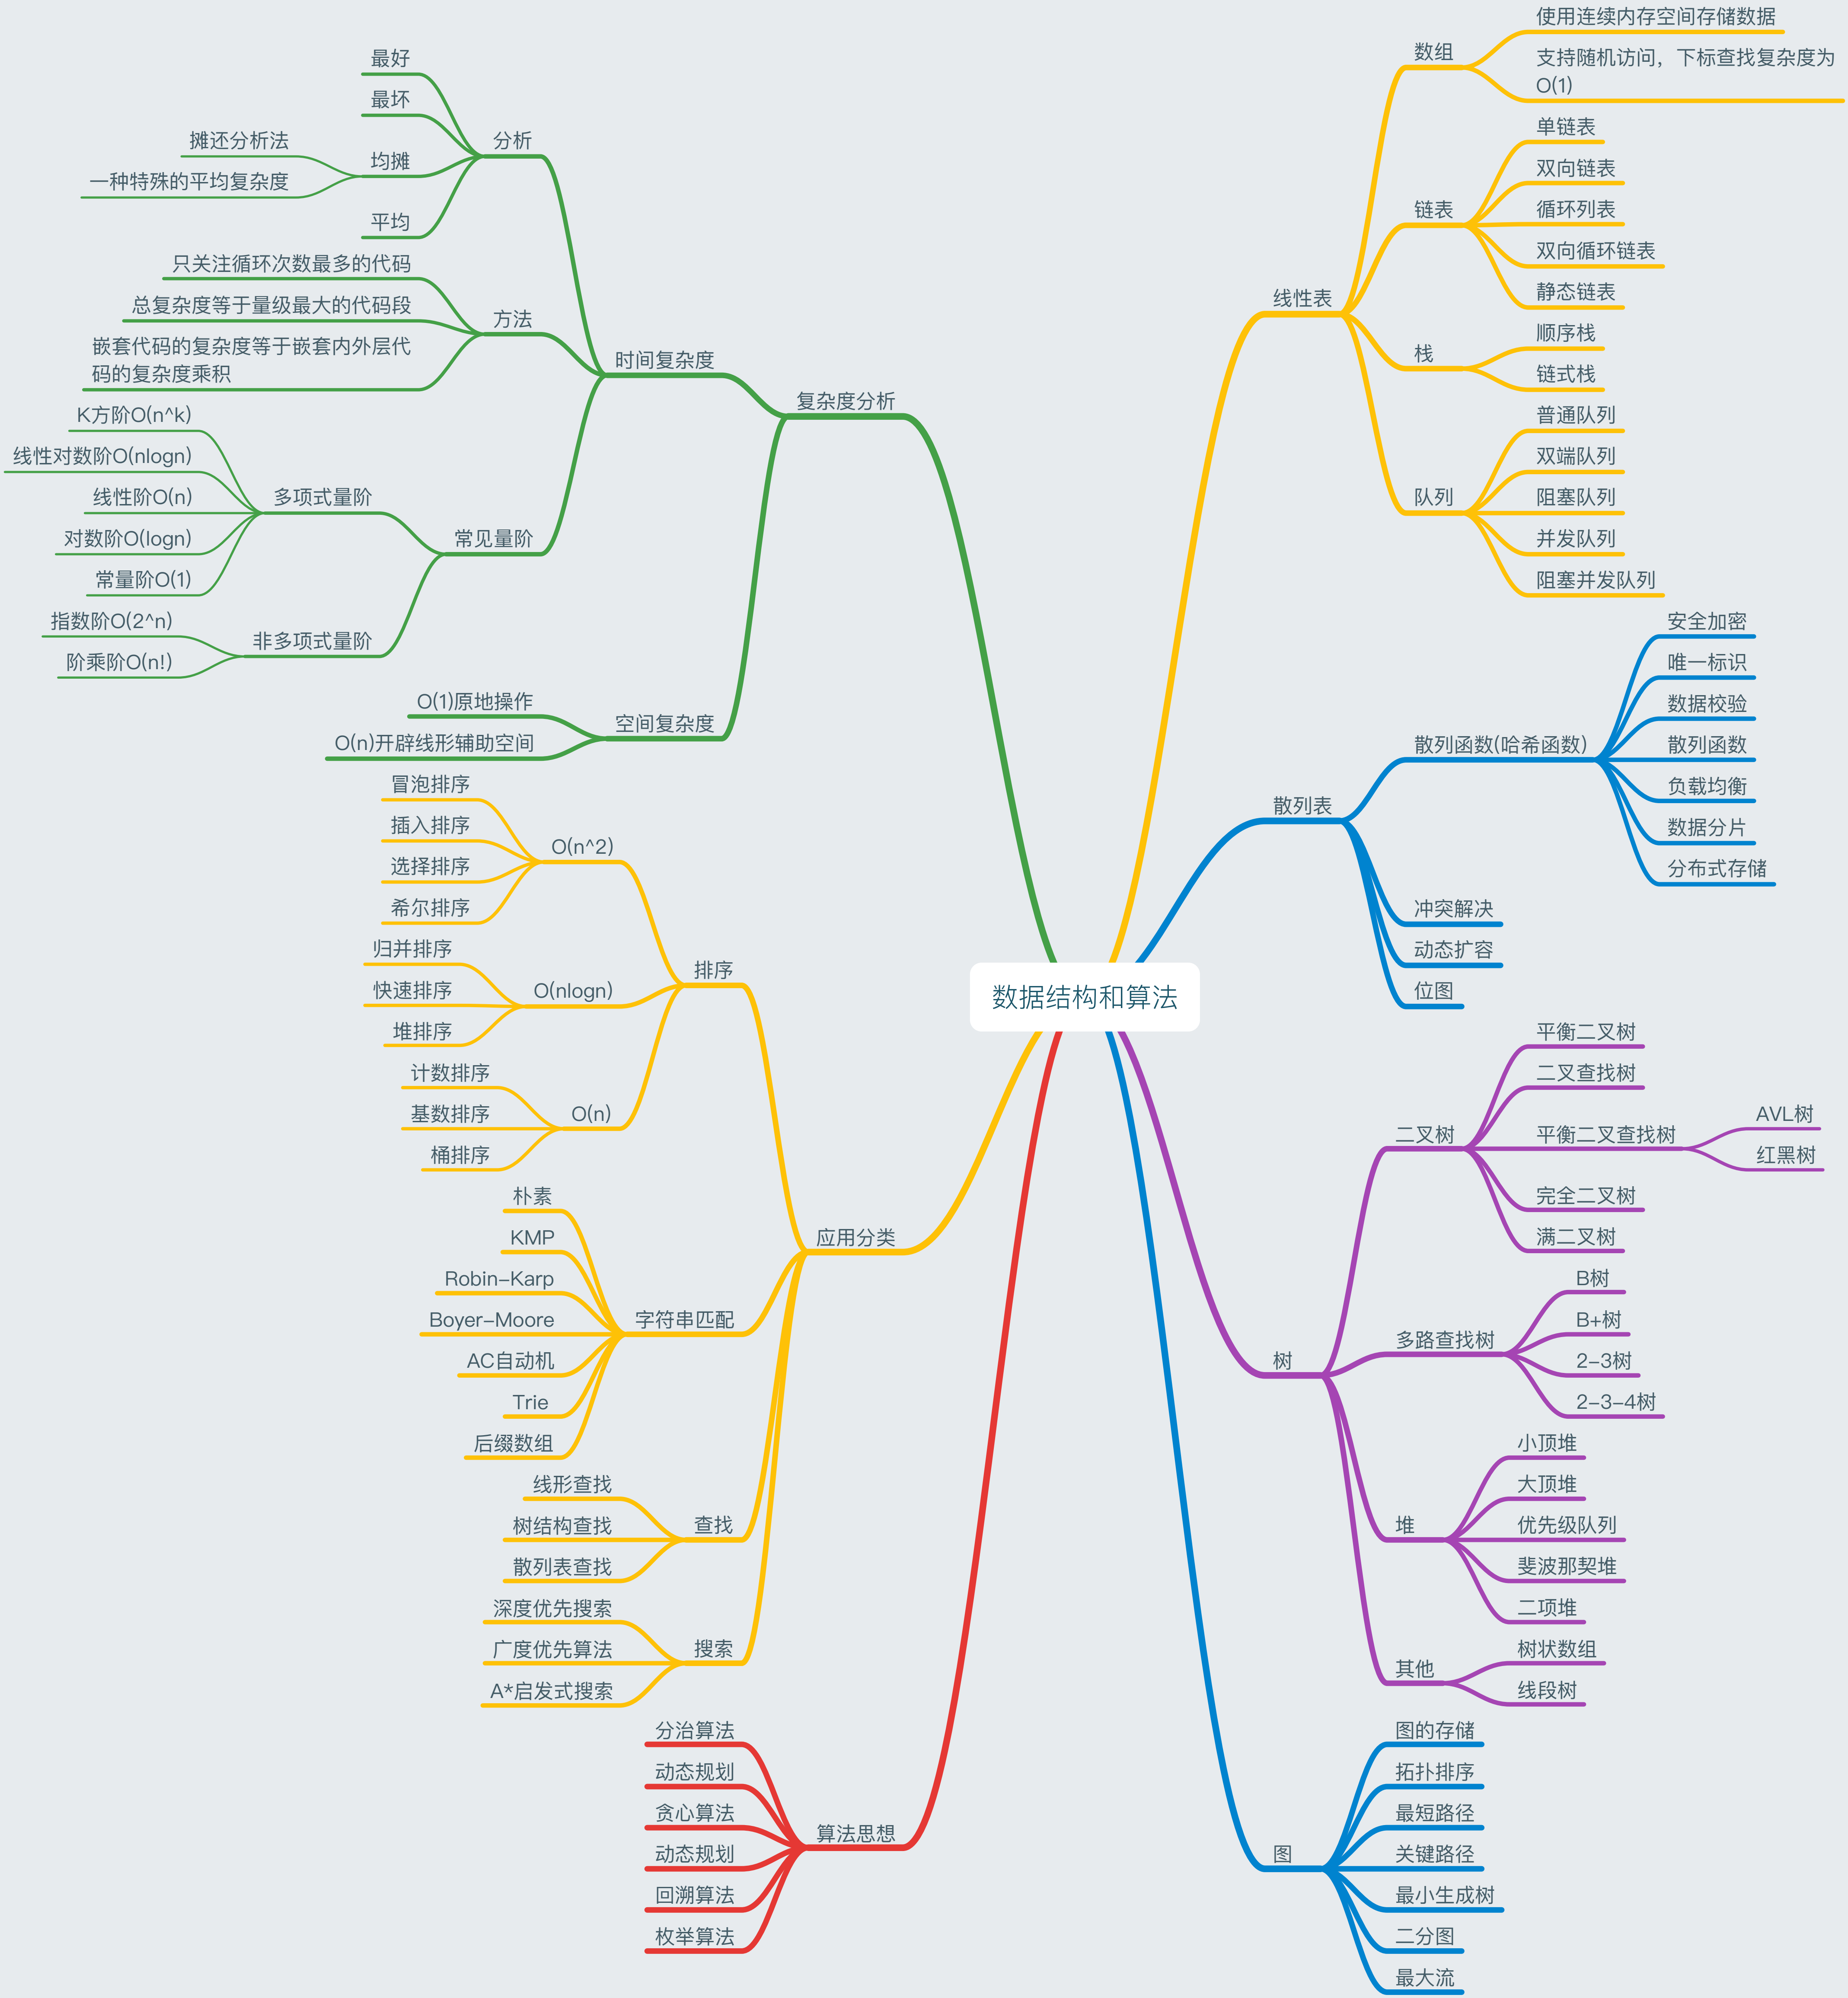 数据结构和算法
复杂度分析
时间复杂度
分析
最好
最坏
均摊
摊还分析法
一种特殊的平均复杂度
平均
方法
只关注循环次数最多的代码
总复杂度等于量级最大的代码段
嵌套代码的复杂度等于嵌套内外层代
码的复杂度乘积
常见量阶
多项式量阶
K方阶O(n^k)
线性对数阶O(nlogn)
线性阶O(n)
对数阶O(logn)
常量阶O(1)
非多项式量阶
指数阶O(2^n)
阶乘阶O(n!)
空间复杂度
O(1)原地操作
O(n)开辟线形辅助空间
应用分类
排序
O(n^2)
冒泡排序
插入排序
选择排序
希尔排序
O(nlogn)
归并排序
快速排序
堆排序
O(n)
计数排序
基数排序
桶排序
字符串匹配
朴素
KMP
Robin-Karp
Boyer-Moore
AC自动机
Trie
后缀数组
查找
线形查找
树结构查找
散列表查找
搜索
深度优先搜索
广度优先算法
A*启发式搜索
算法思想
分治算法
动态规划
贪心算法
动态规划
回溯算法
枚举算法
线性表
数组
使用连续内存空间存储数据
支持随机访问，下标查找复杂度为
O(1)
链表
单链表
双向链表
循环列表
双向循环链表
静态链表
栈
顺序栈
链式栈
队列
普通队列
双端队列
阻塞队列
并发队列
阻塞并发队列
散列表
散列函数(哈希函数)
安全加密
唯一标识
数据校验
散列函数
负载均衡
数据分片
分布式存储
冲突解决
动态扩容
位图
树
二叉树
平衡二叉树
二叉查找树
平衡二叉查找树
AVL树
红黑树
完全二叉树
满二叉树
多路查找树
B树
B+树
2-3树
2-3-4树
堆
小顶堆
大顶堆
优先级队列
斐波那契堆
二项堆
其他
树状数组
线段树
图
图的存储
拓扑排序
最短路径
关键路径
最小生成树
二分图
最大流